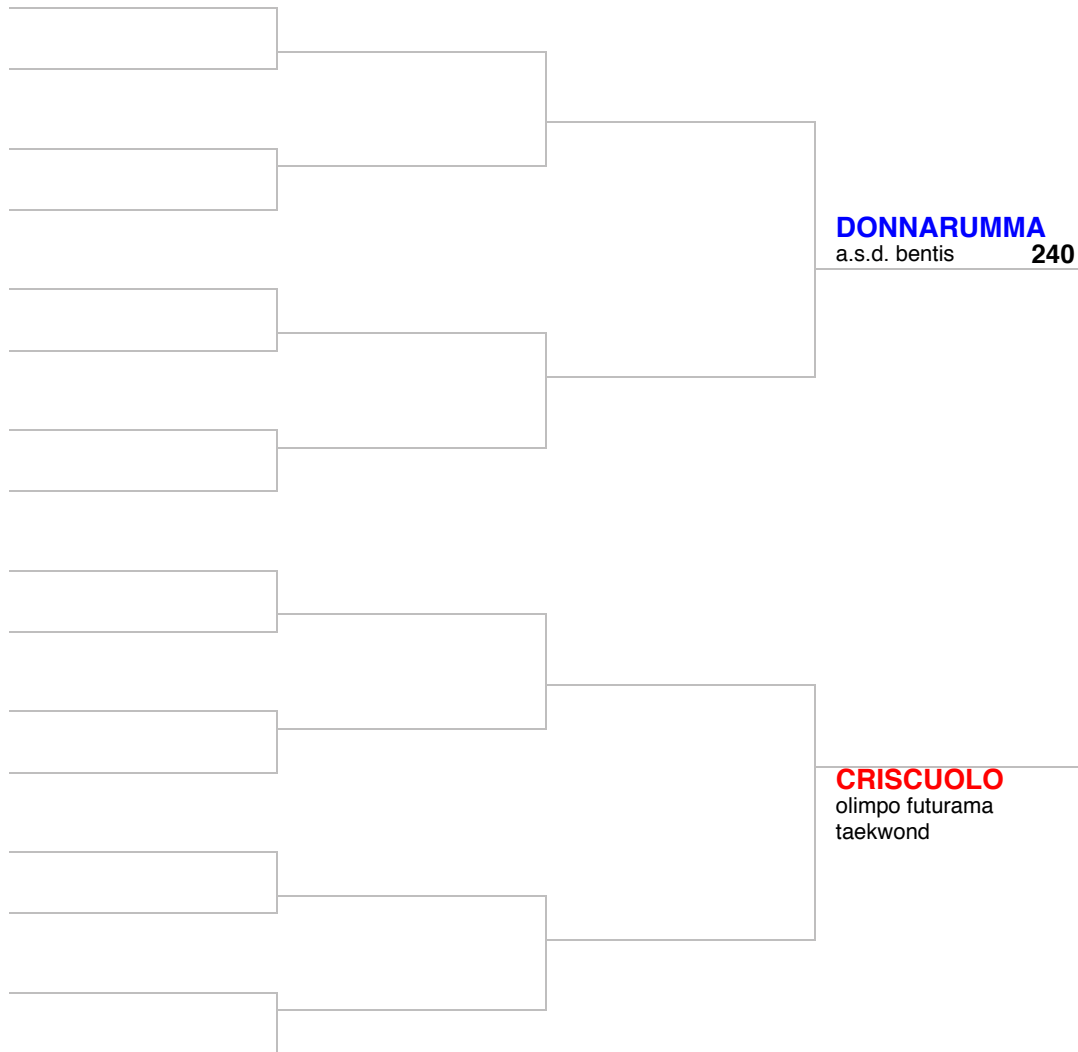 DONNARUMMA
a.s.d. bentis 240
CRISCUOLO
olimpo futurama
taekwond